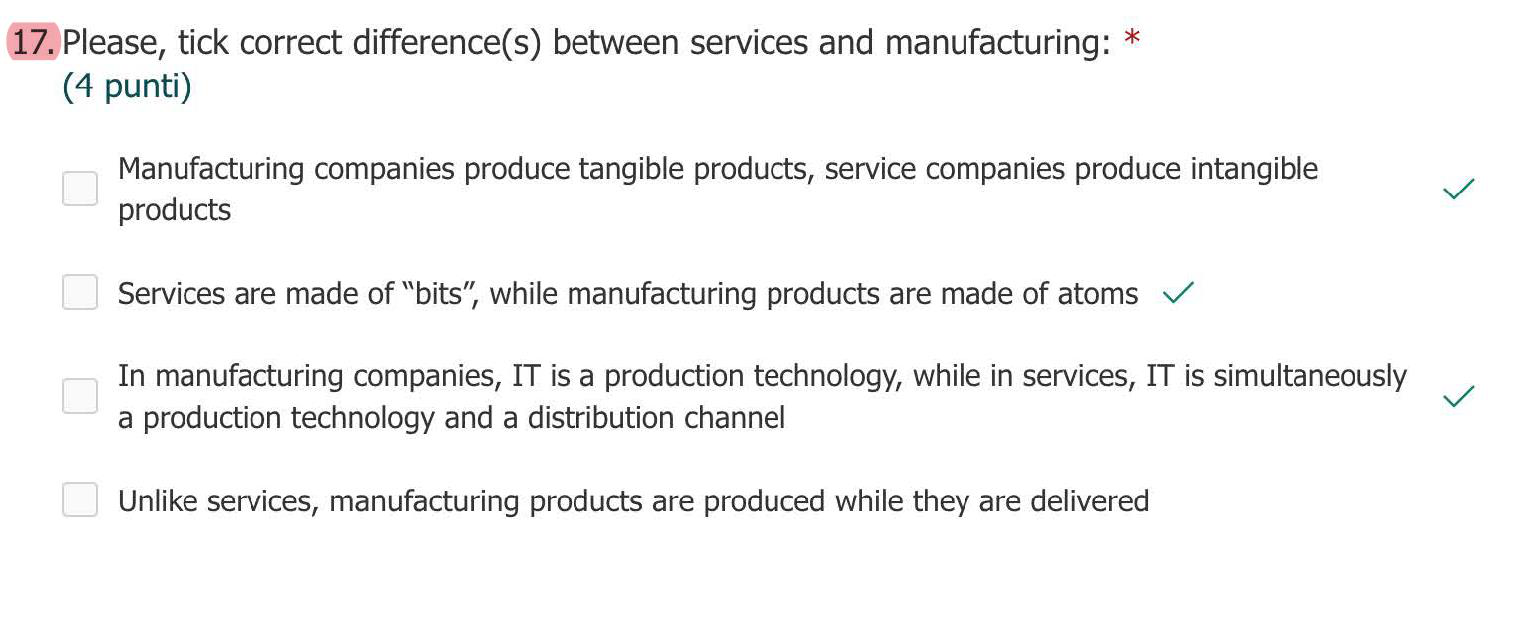 17. Please, tick correct difference(s) between services and manufacturing: *
(4 punti)
Manufacturing companies produce tangible products, service companies produce intangible
products
Services are made of “bits”, while manufacturing products are made of atoms
In manufacturing companies, IT is a production technology, while in services, IT is simultaneously
a production technology and a distribution channel
Unlike services, manufacturing products are produced while they are delivered